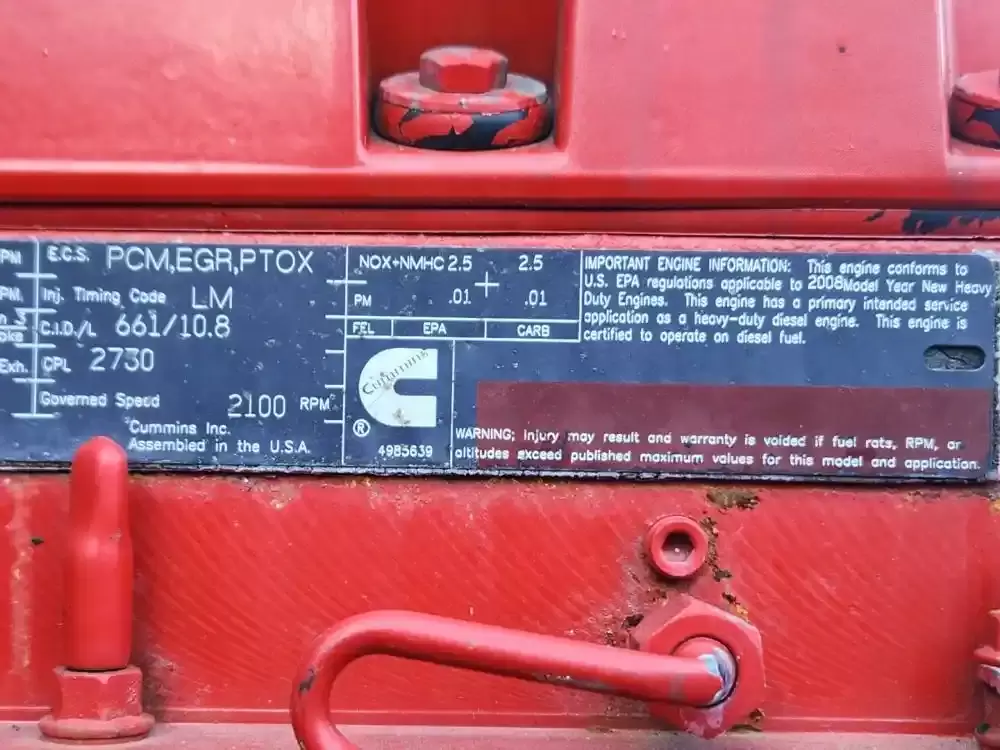 PM
PM
Exh.
E.C.S. PCM,EGR,PTOX
Inj. Timing Code LM
C.I.D./L 661/10.8
CPL 2730
Governed Speed 2100 RPM
Cummins Inc.
Assembled in the U.S.A.
NOX+NMHC 2.5 2.5
PM .01 .01
FEL EPA CARB
Cummins
®
4985639
IMPORTANT ENGINE INFORMATION: This engine conforms to
U.S. EPA regulations applicable to 2008Model Year New Heavy
Duty Engines. This engine has a primary intended service
application as a heavy-duty diesel engine. This engine is
certified to operate on diesel fuel.
WARNING: Injury may result and warranty is voided if fuel rate, RPM, or
altitudes exceed published maximum values for this model and application.